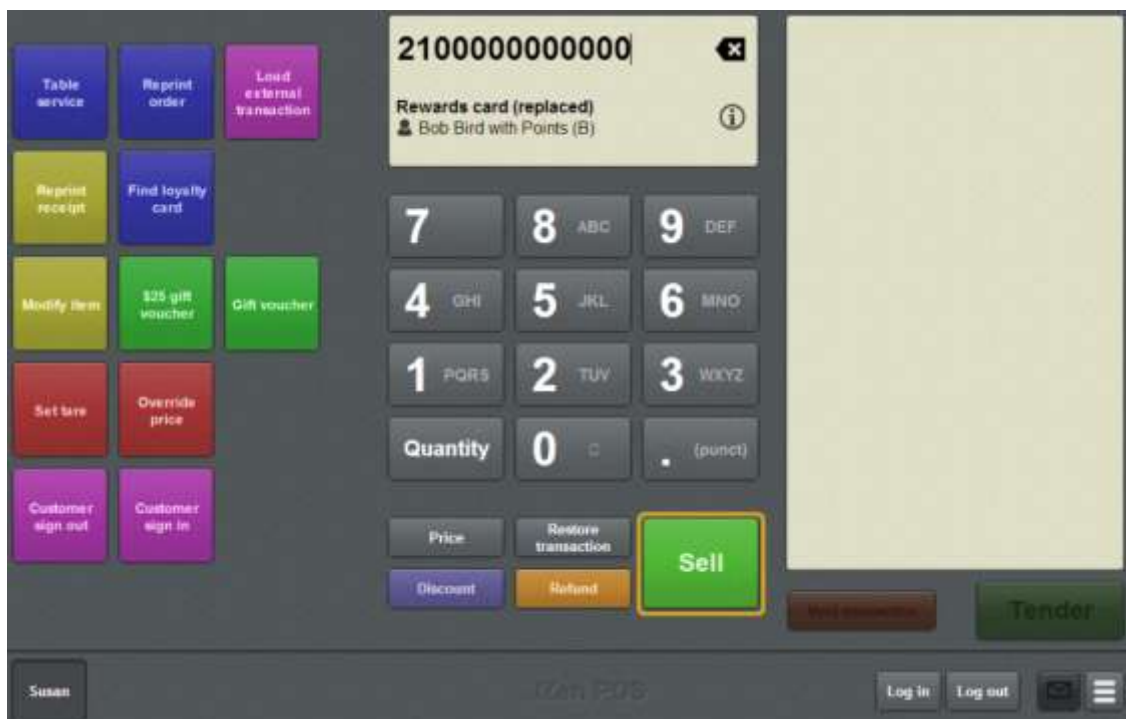 Table
service
Reprint
order
Load
external
transaction
Reprint
receipt
Find loyalty
card
Modify item
$25 gift
voucher
Gift voucher
Set tare
Override
price
Customer
sign out
Customer
sign in
2100000000000
Rewards card (replaced)
Bob Bird with Points (B)
7
8 ABC
9 DEF
4 GHI
5 JKL
6 MNO
1 PQRS
2 TUV
3 WXYZ
Quantity
0
. (punct)
Price
Restore
transaction
Discount
Refund
Sell
Tender
Susan
POS
Log in
Log out